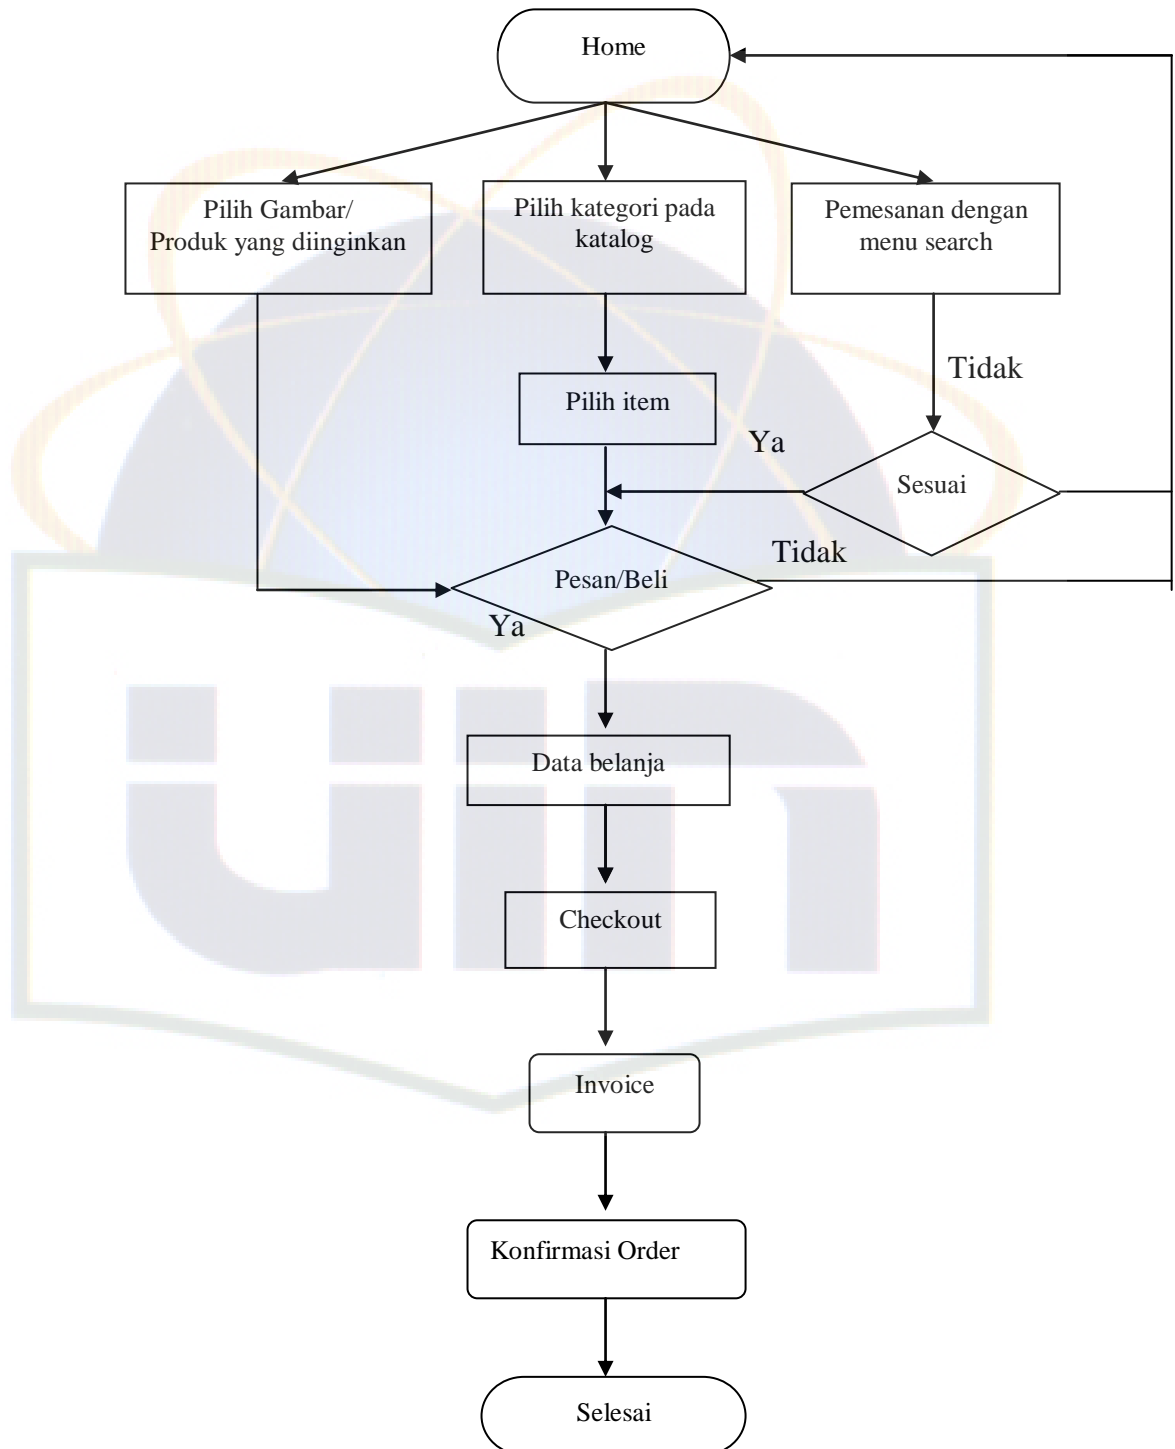 Home
Pilih Gambar/
Produk yang diinginkan
Pilih kategori pada
katalog
Pemesanan dengan
menu search
Tidak
Pilih item
Ya
Sesuai
Tidak
Pesan/Beli
Ya
uin
Data belanja
Checkout
Invoice
Konfirmasi Order
Selesai